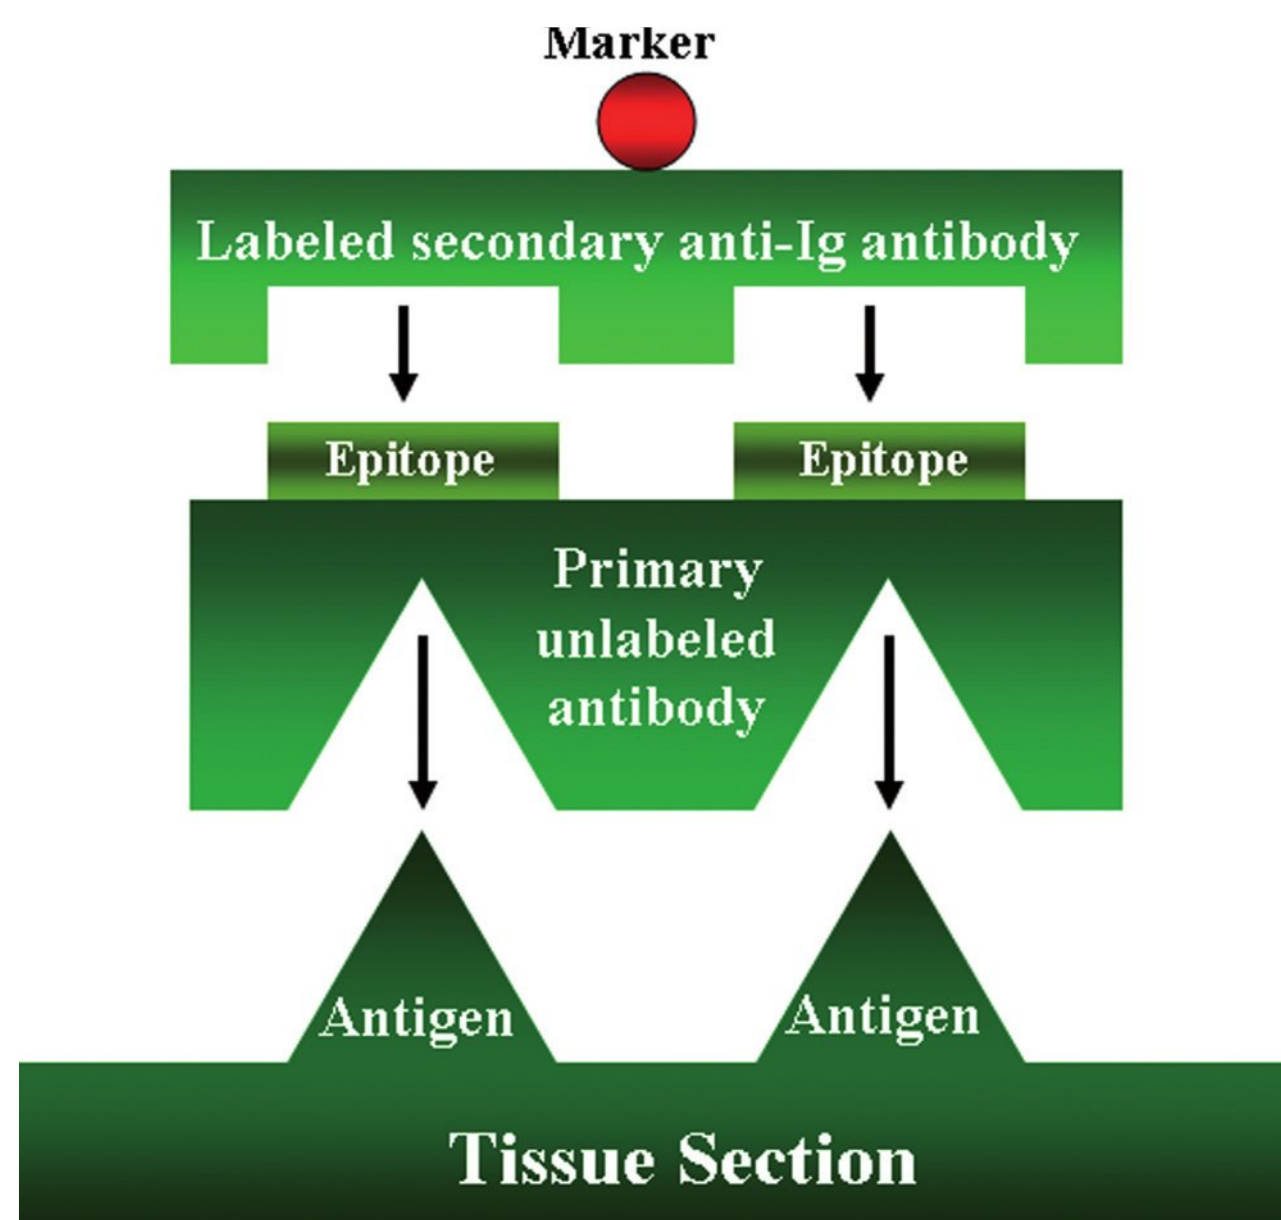 Marker
Labeled secondary anti-Ig antibody
Epitope Epitope
Primary
unlabeled
antibody
Antigen Antigen
Tissue Section